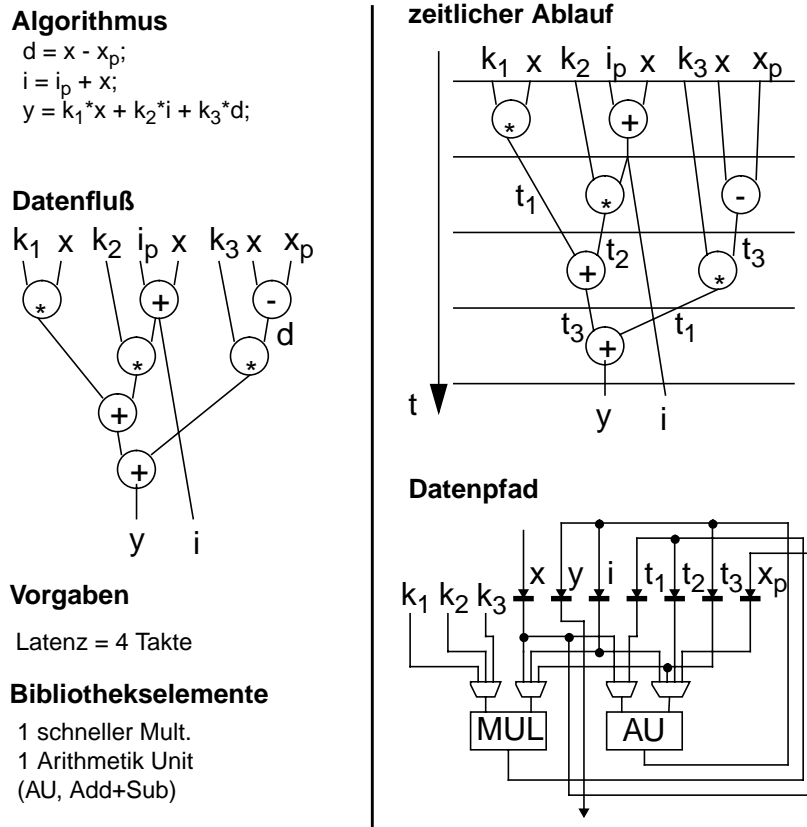 Algorithmus
d = x - xp;
i = ip + x;
y = k1*x + k2*i + k3*d;
Datenfluß
k1 x k2 ip x k3 x xp
* + -
d
* *
+
+
y i
Vorgaben
Latenz = 4 Takte
Bibliothekselemente
1 schneller Mult.
1 Arithmetik Unit
(AU, Add+Sub)
zeitlicher Ablauf
k1 x k2 ip x k3 x xp
* +
t1 * -
+ t2 * t3
t3 + t1
t y i
Datenpfad
x y i t1 t2 t3 xp
k1 k2 k3
MUL AU